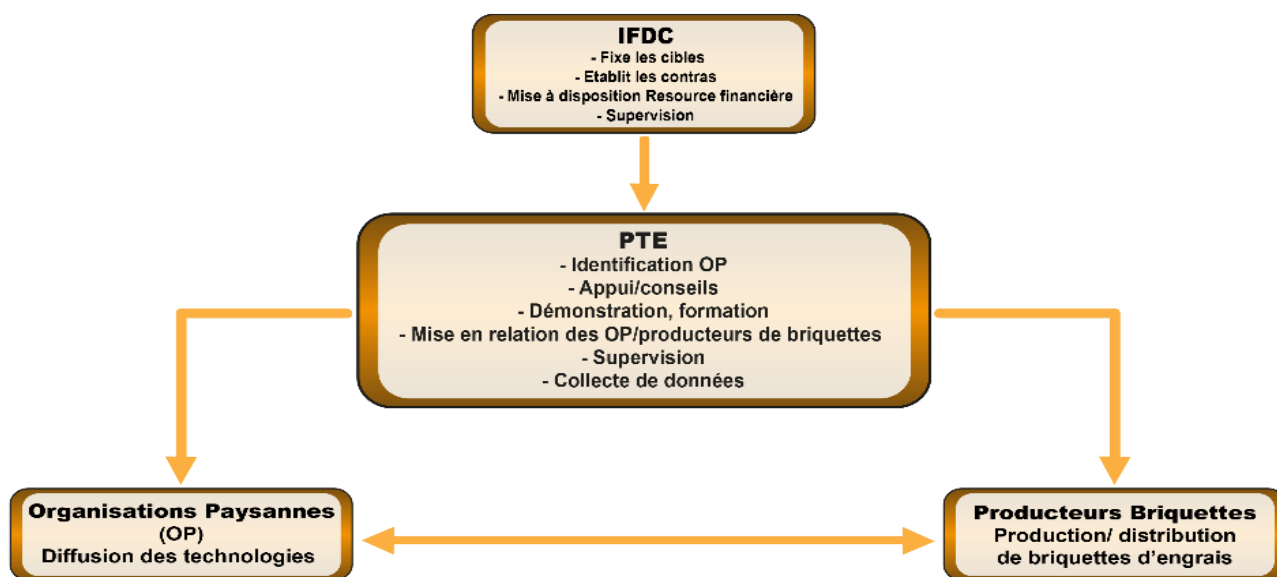 IFDC
- Fixe les cibles
- Etablit les contras
- Mise à disposition Resource financière
- Supervision
PTE
- Identification OP
- Appui/conseils
- Démonstration, formation
- Mise en relation des OP/producteurs de briquettes
- Supervision
- Collecte de données
Organisations Paysannes
(OP)
Diffusion des technologies
Producteurs Briquettes
Production/ distribution
de briquettes d'engrais